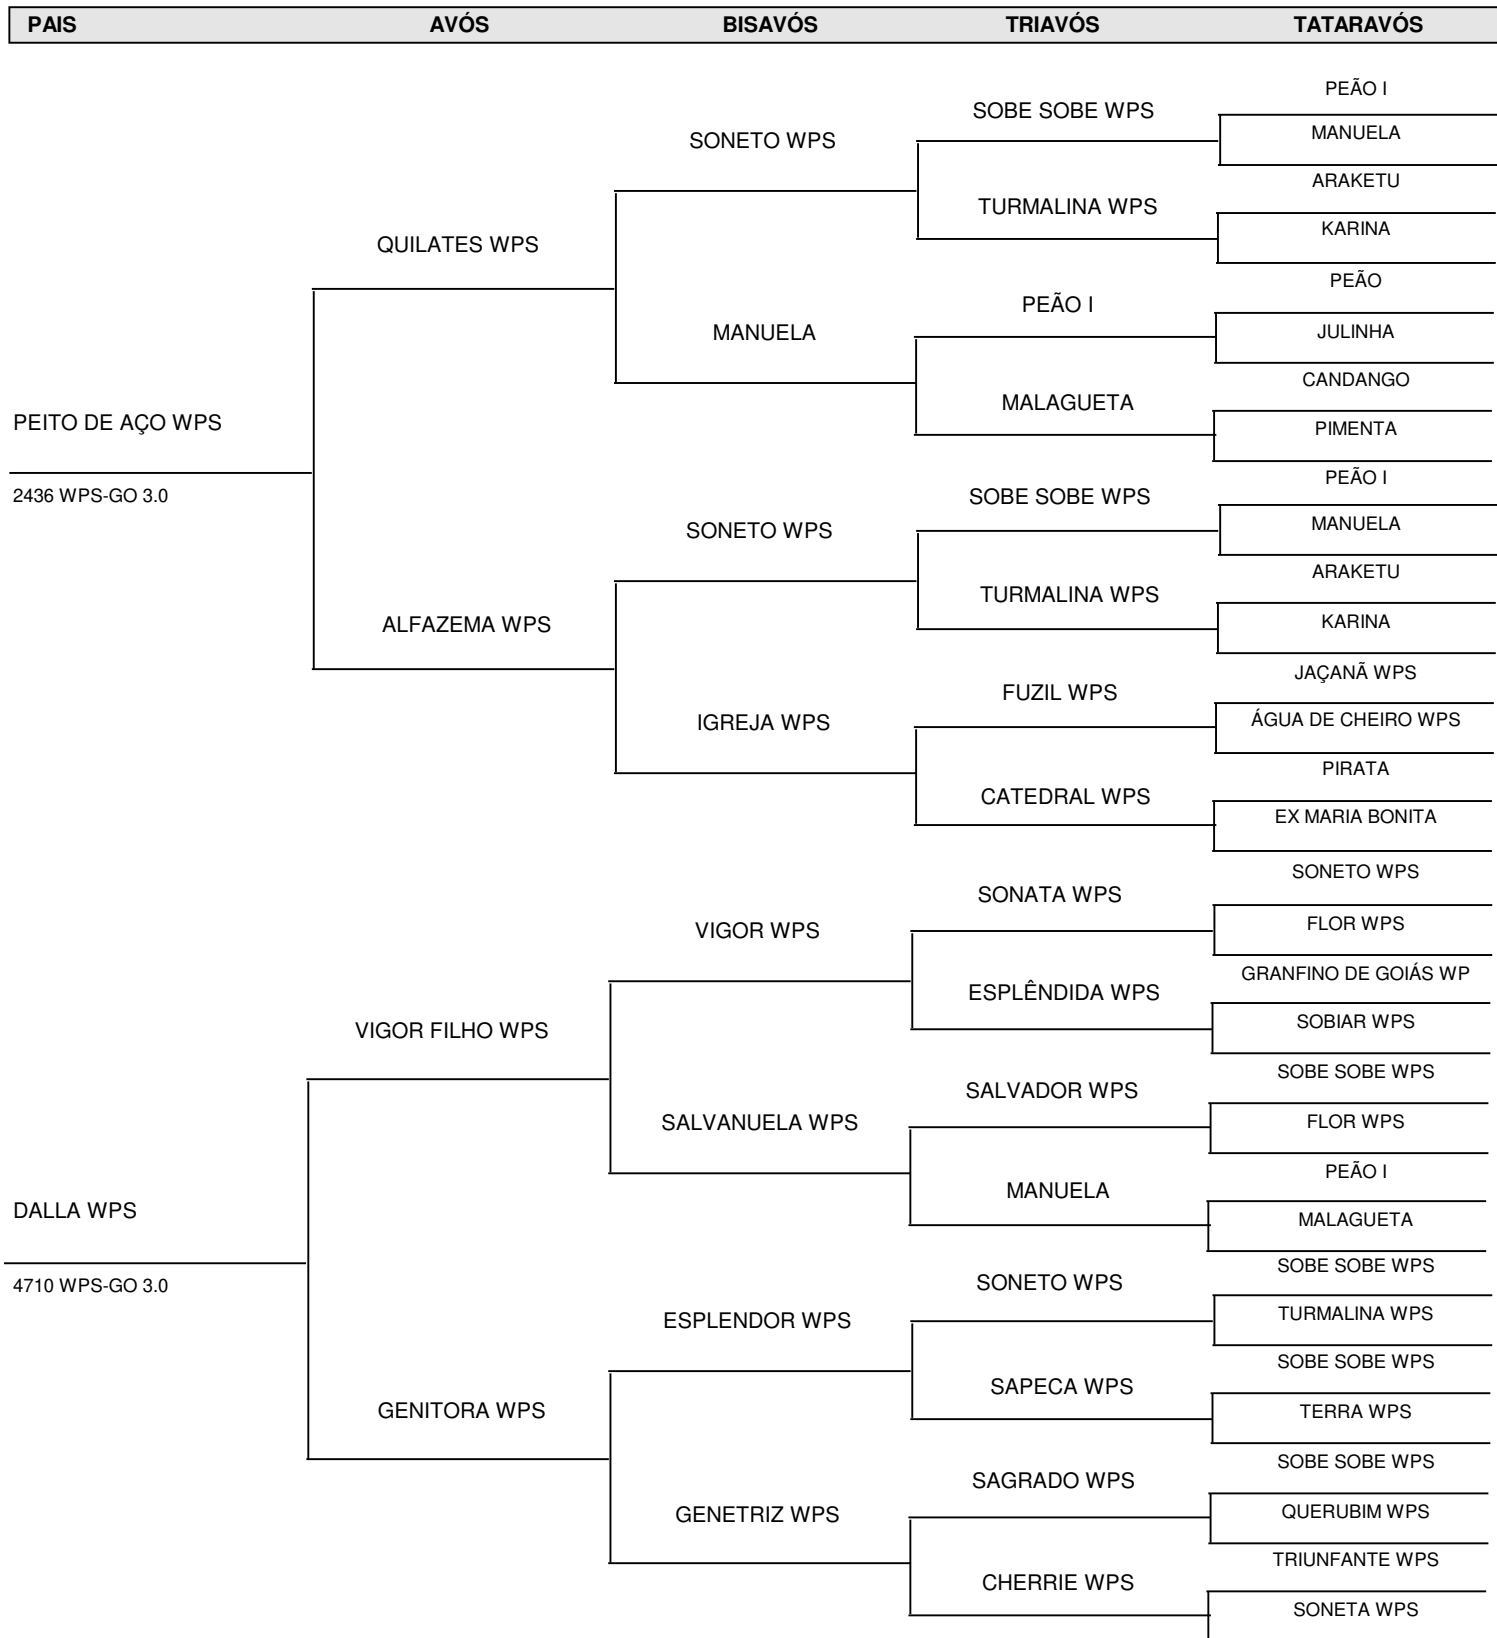 PAIS AVÓS BISAVÓS TRIAVÓS TATARAVÓS
PEÃO I
SOBE SOBE WPS
MANUELA
SONETO WPS
ARAKETU
TURMALINA WPS
KARINA
QUILATES WPS
PEÃO
PEÃO I
JULINHA
MANUELA
CANDANGO
MALAGUETA
PIMENTA
PEITO DE AÇO WPS
2436 WPS-GO 3.0
PEÃO I
SOBE SOBE WPS
MANUELA
SONETO WPS
ARAKETU
TURMALINA WPS
KARINA
ALFAZEMA WPS
JAÇANÃ WPS
FUZIL WPS
ÁGUA DE CHEIRO WPS
IGREJA WPS
PIRATA
CATEDRAL WPS
EX MARIA BONITA
SONETO WPS
SONATA WPS
FLOR WPS
VIGOR WPS
GRANFINO DE GOIÁS WP
ESPLÊNDIDA WPS
SOBIAR WPS
VIGOR FILHO WPS
SOBE SOBE WPS
SALVADOR WPS
FLOR WPS
SALVANUELA WPS
PEÃO I
MANUELA
MALAGUETA
DALLA WPS
4710 WPS-GO 3.0
SOBE SOBE WPS
SONETO WPS
TURMALINA WPS
ESPLENDOR WPS
SOBE SOBE WPS
SAPECA WPS
TERRA WPS
GENITORA WPS
SOBE SOBE WPS
SAGRADO WPS
QUERUBIM WPS
GENETRIZ WPS
TRIUNFANTE WPS
CHERRIE WPS
SONETA WPS